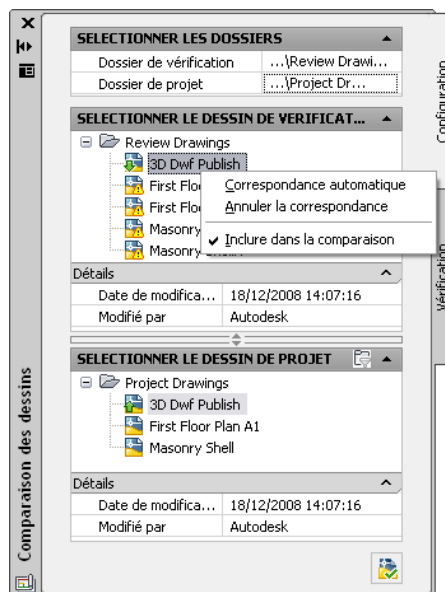 SELECTIONNER LES DOSSIERS
Dossier de vérification ...\Review Drawi...
Dossier de projet ...\Project Dr...
SELECTIONNER LE DESSIN DE VERIFICAT...
Review Drawings
3D Dwf Publish
First Floo
First Flo
Masonry
Masonry
Correspondance automatique
Annuler la correspondance
Inclure dans la comparaison
Détails
Date de modifica... 18/12/2008 14:07:16
Modifié par Autodesk
SELECTIONNER LE DESSIN DE PROJET
Project Drawings
3D Dwf Publish
First Floor Plan A1
Masonry Shell
Détails
Date de modifica... 18/12/2008 14:07:16
Modifié par Autodesk
Comparaison des dessins
Configuration
Vérification